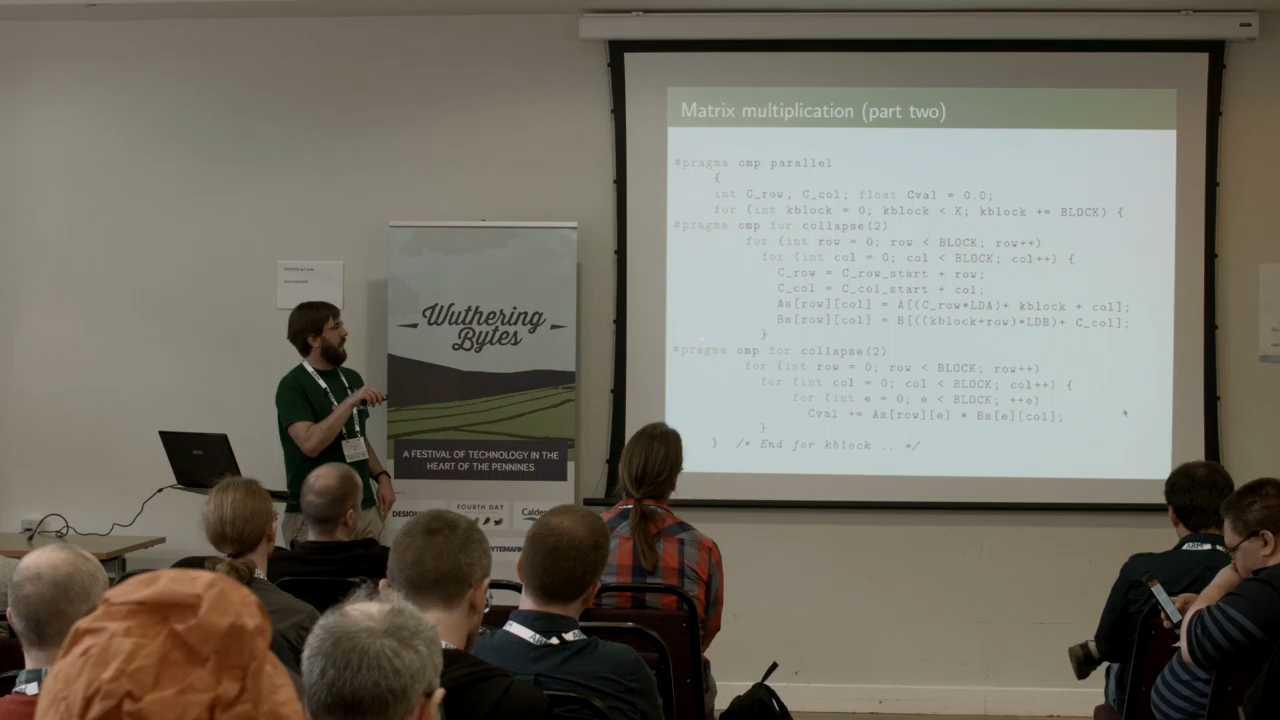 Matrix multiplication (part two)
#pragma omp parallel
{
int C_row, C_col; float Cval = 0.0;
for (int kblock = 0; kblock < K; kblock += BLOCK) {
#pragma omp for collapse(2)
for (int row = 0; row < BLOCK; row++)
for (int col = 0; col < BLOCK; col++) {
C_row = C_row_start + row;
C_col = C_col_start + col;
As[row][col] = A[(C_row*LDA)+ kblock + col];
Bs[row][col] = B[((kblock+row)*LDB)+ C_col];
}
#pragma omp for collapse(2)
for (int row = 0; row < BLOCK; row++)
for (int col = 0; col < BLOCK; col++) {
for (int e = 0; e < BLOCK; ++e)
Cval += As[row][e] * Bs[e][col];
}
} /* End for kblock .. */
Wuthering
Bytes
A FESTIVAL OF TECHNOLOGY IN THE
HEART OF THE PENNINES
DESIGN
FOURTH DAY
Calder
BYTEMARK
ARM
ARM